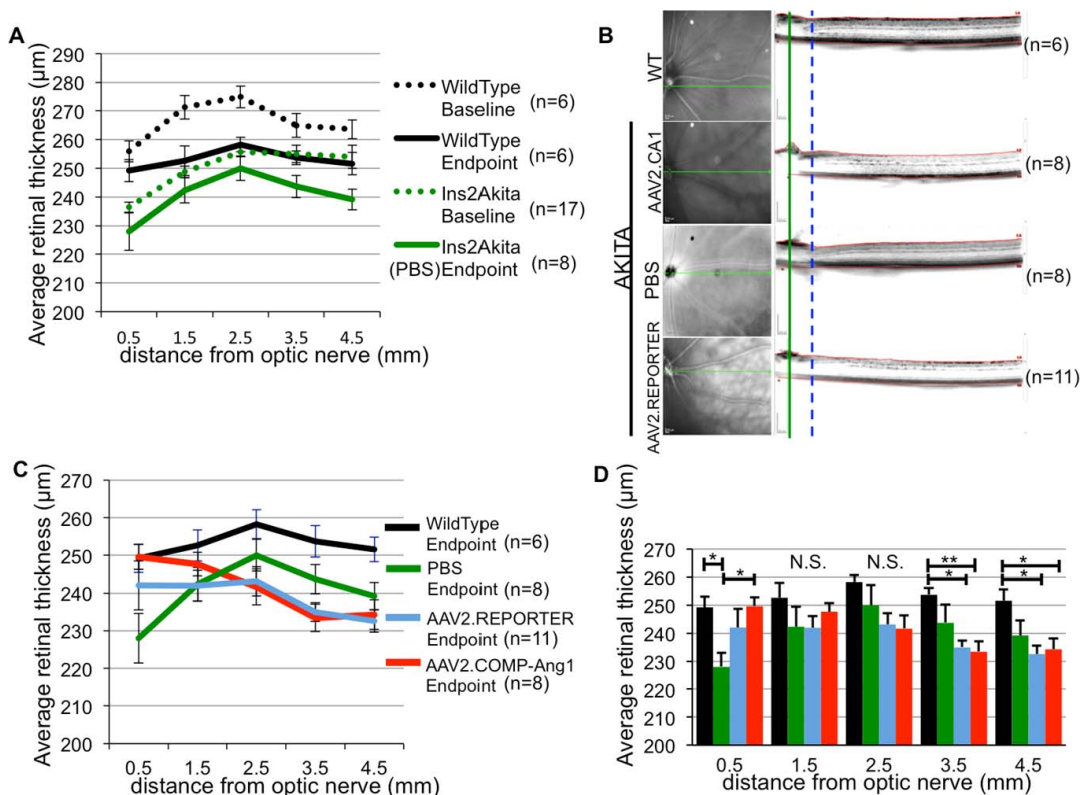 A
Average retinal thickness (µm)
290
280
270
260
250
240
230
220
210
200
0.5 1.5 2.5 3.5 4.5
distance from optic nerve (mm)
WildType
Baseline (n=6)
WildType
Endpoint (n=6)
Ins2Akita
Baseline (n=17)
Ins2Akita
(PBS)Endpoint (n=8)
B
WT
AKITA
AAV2.CA1
PBS
AAV2.REPORTER
(n=6)
(n=8)
(n=8)
(n=11)
C
Average retinal thickness (µm)
270
260
250
240
230
220
210
200
0.5 1.5 2.5 3.5 4.5
distance from optic nerve (mm)
WildType
Endpoint (n=6)
PBS
Endpoint (n=8)
AAV2.REPORTER
Endpoint (n=11)
AAV2.COMP-Ang1
Endpoint (n=8)
D
Average retinal thickness (µm)
270
260
250
240
230
220
210
200
* * N.S. N.S. ** * * *
0.5 1.5 2.5 3.5 4.5
distance from optic nerve (mm)